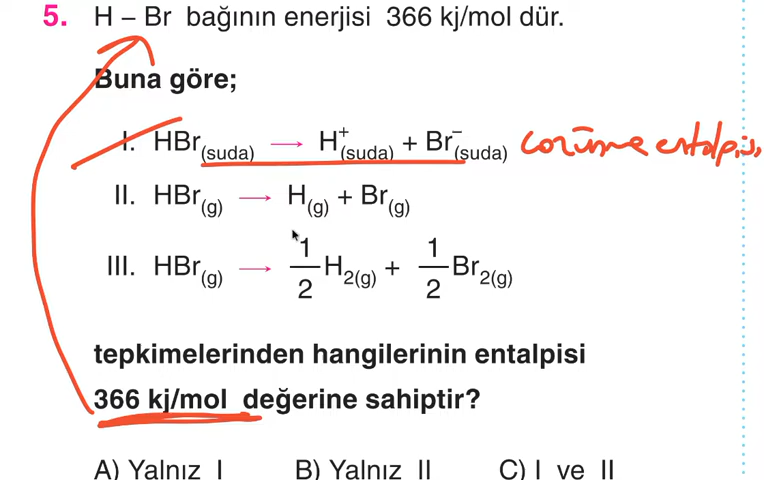 5. H – Br bağının enerjisi 366 kj/mol dür.
Buna göre;
I. HBr(suda) → H⁺(suda) + Br⁻(suda) çözünme entalpisi
II. HBr(g) → H(g) + Br(g)
III. HBr(g) → 1/2 H₂(g) + 1/2 Br₂(g)
tepkimelerinden hangilerinin entalpisi
366 kj/mol değerine sahiptir?
A) Yalnız I B) Yalnız II C) I ve II